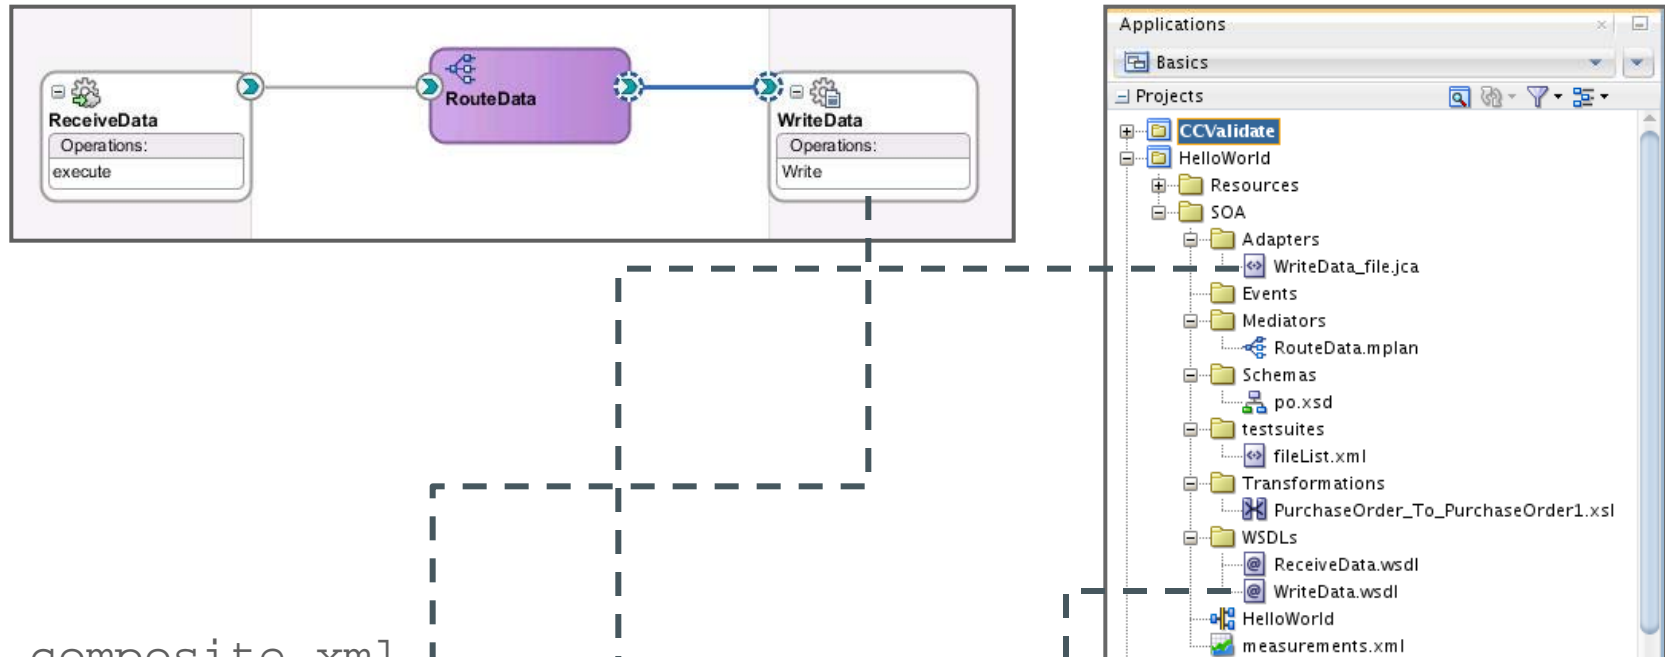 ReceiveData
Operations:
execute
RouteData
WriteData
Operations:
Write
composite.xml
Applications
Basics
Projects
CCValidate
HelloWorld
Resources
SOA
Adapters
WriteData_file.jca
Events
Mediators
RouteData.mplan
Schemas
po.xsd
testsuites
fileList.xml
Transformations
PurchaseOrder_To_PurchaseOrder1.xsl
WSDLs
ReceiveData.wsdl
WriteData.wsdl
HelloWorld
measurements.xml